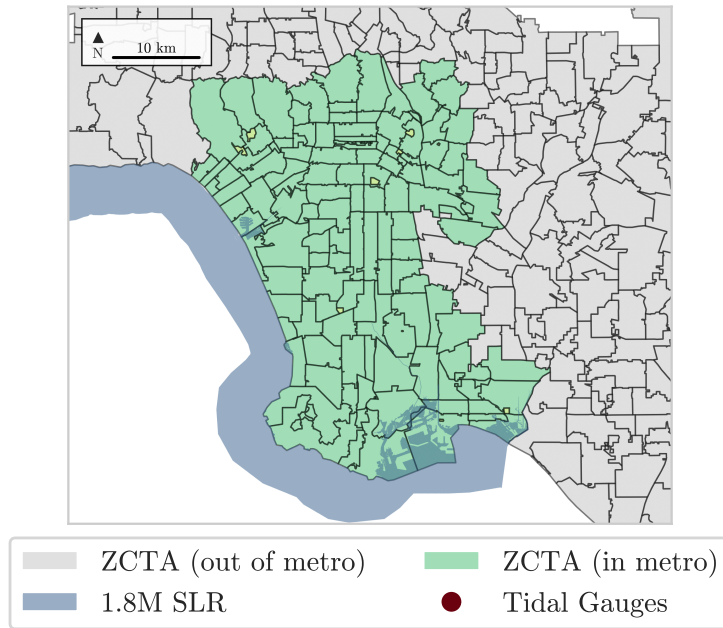 10 km
N
ZCTA (out of metro)
ZCTA (in metro)
1.8M SLR
Tidal Gauges